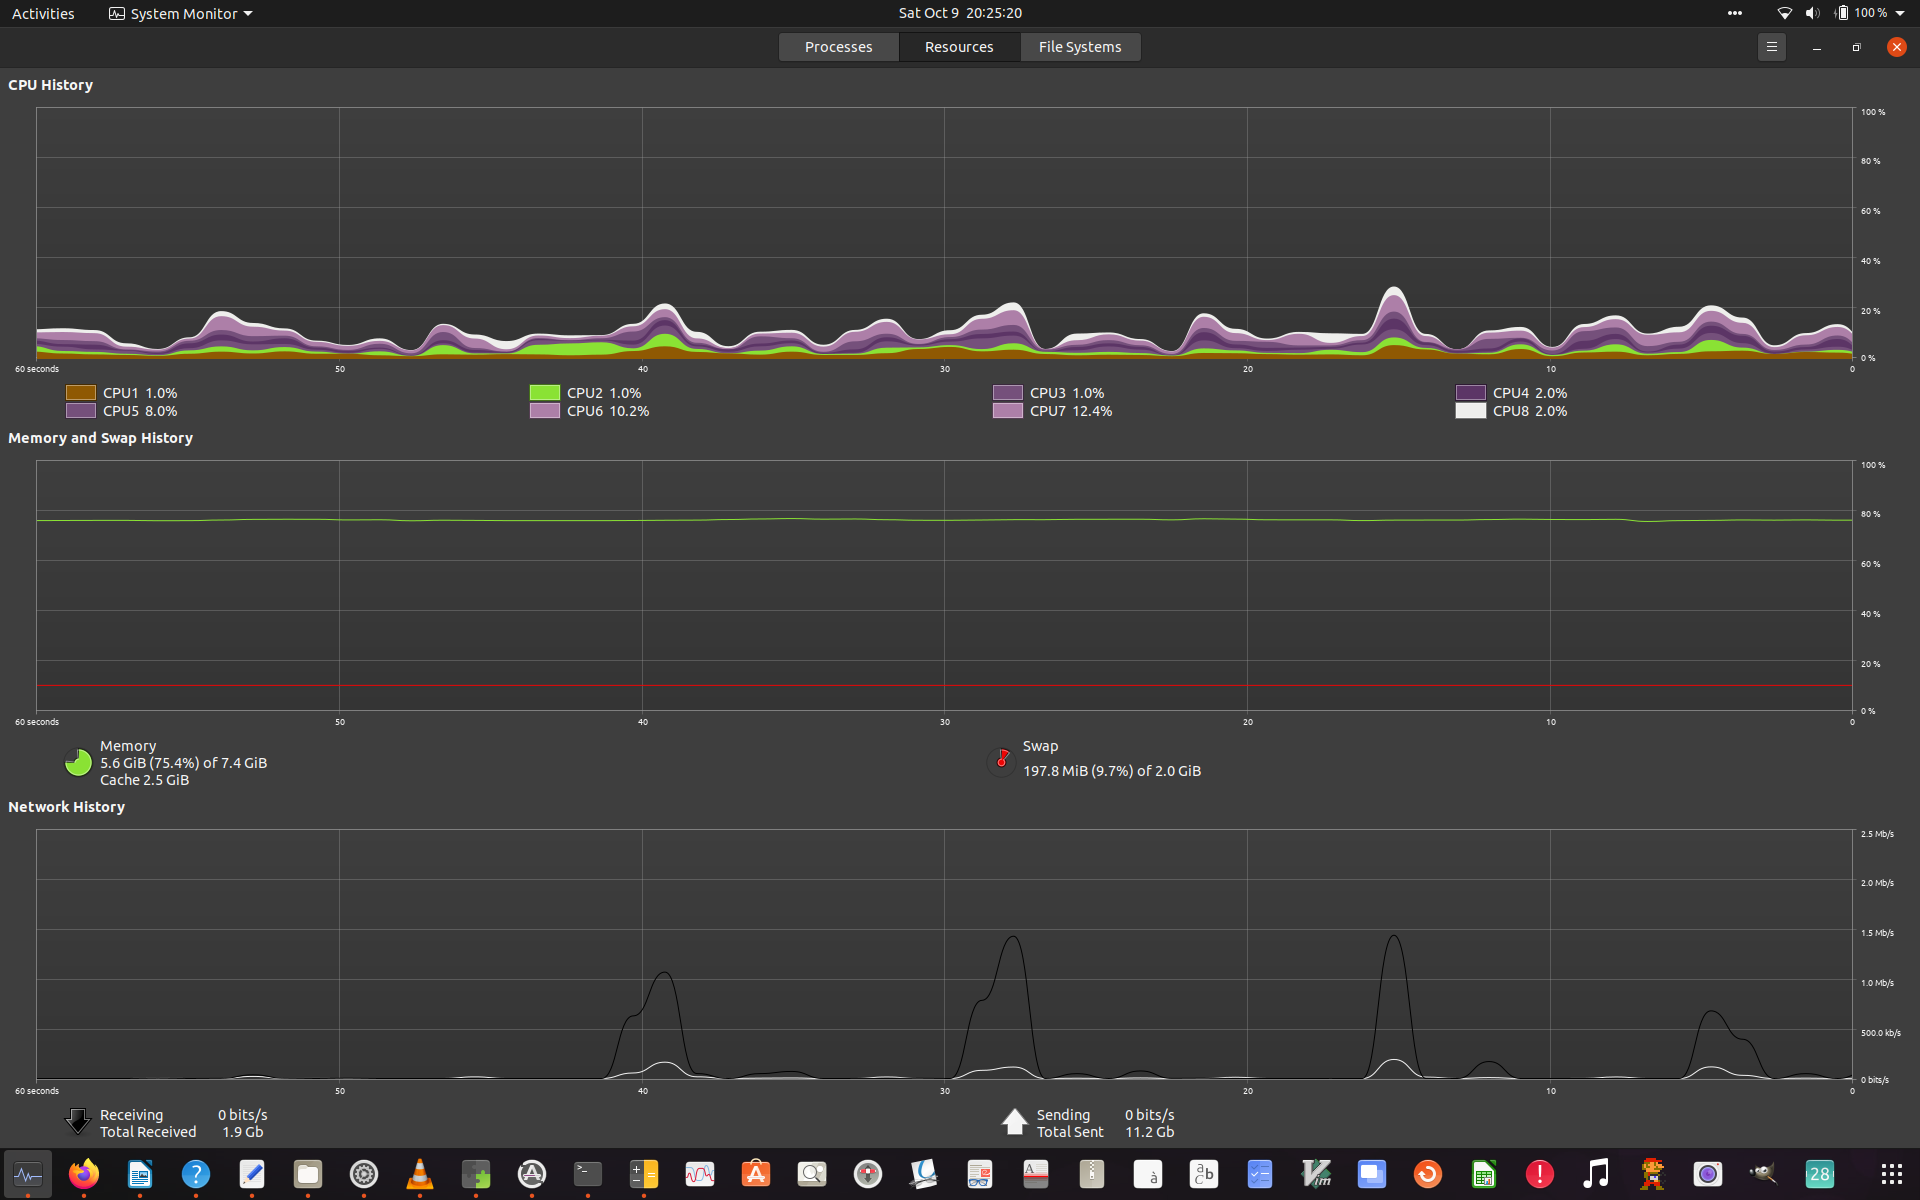 Activities System Monitor Sat Oct 9 20:25:20 100 %
Processes Resources File Systems
CPU History
100 %
80 %
60 %
40 %
20 %
0 %
60 seconds 50 40 30 20 10 0
CPU1 1.0% CPU2 1.0% CPU3 1.0% CPU4 2.0%
CPU5 8.0% CPU6 10.2% CPU7 12.4% CPU8 2.0%
Memory and Swap History
100 %
80 %
60 %
40 %
20 %
0 %
60 seconds 50 40 30 20 10 0
Memory Swap
5.6 GiB (75.4%) of 7.4 GiB 197.8 MiB (9.7%) of 2.0 GiB
Cache 2.5 GiB
Network History
2.5 Mb/s
2.0 Mb/s
1.5 Mb/s
1.0 Mb/s
500.0 kb/s
0 bits/s
60 seconds 50 40 30 20 10 0
Receiving 0 bits/s Sending 0 bits/s
Total Received 1.9 Gb Total Sent 11.2 Gb
? >_ A à abc Vim ! 28